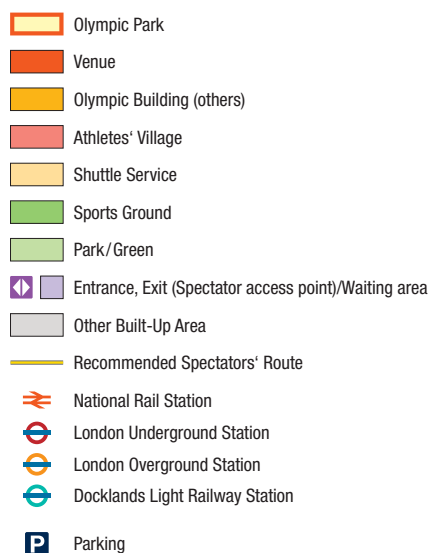 Olympic Park
Venue
Olympic Building (others)
Athletes‘ Village
Shuttle Service
Sports Ground
Park/Green
Entrance, Exit (Spectator access point)/Waiting area
Other Built-Up Area
Recommended Spectators‘ Route
National Rail Station
London Underground Station
London Overground Station
Docklands Light Railway Station
P Parking